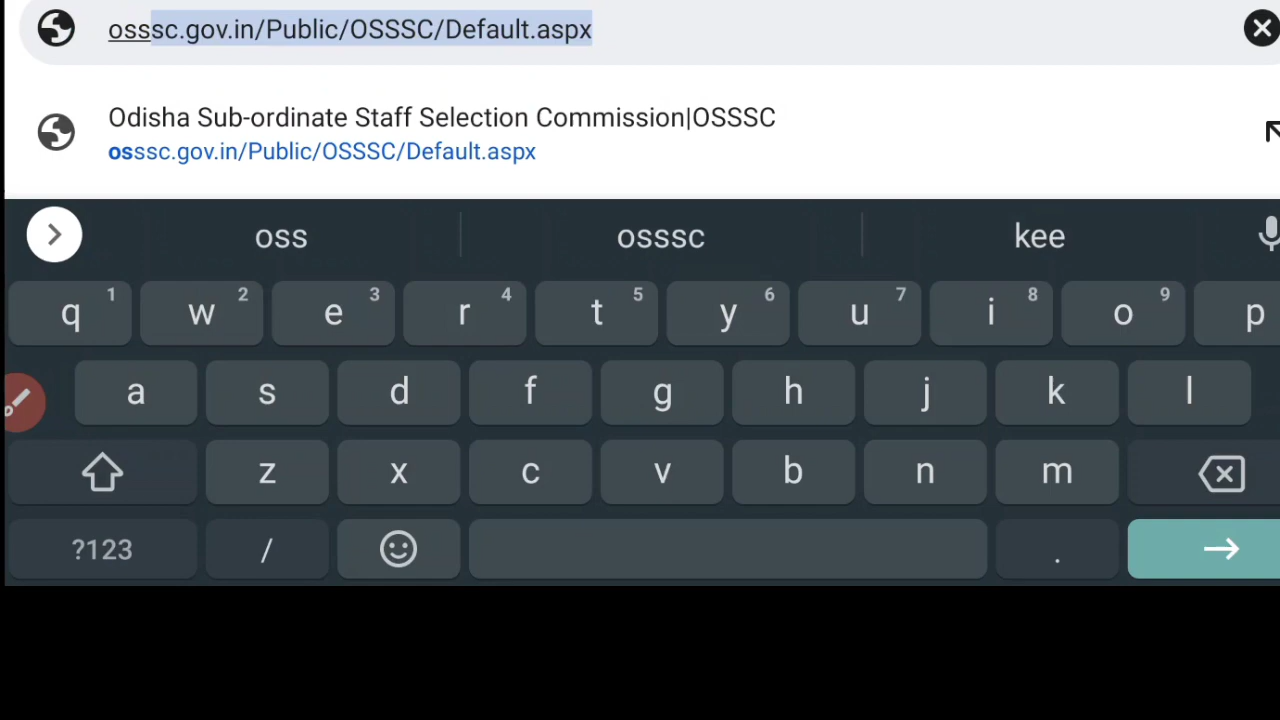 osssc.gov.in/Public/OSSSC/Default.aspx
Odisha Sub-ordinate Staff Selection Commission|OSSSC
osssc.gov.in/Public/OSSSC/Default.aspx
oss osssc kee
q 1 w 2 e 3 r 4 t 5 y 6 u 7 i 8 o 9 p
a s d f g h j k l
z x c v b n m
?123 / .